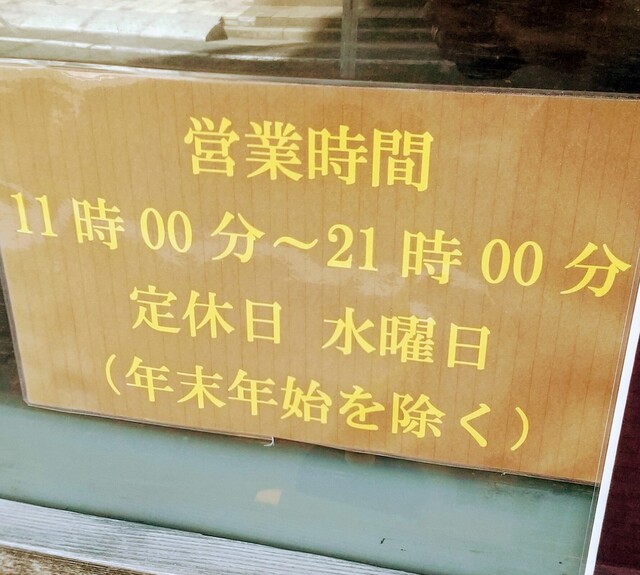 営業時間
11時00分～21時00分
定休日 水曜日
（年末年始を除く）